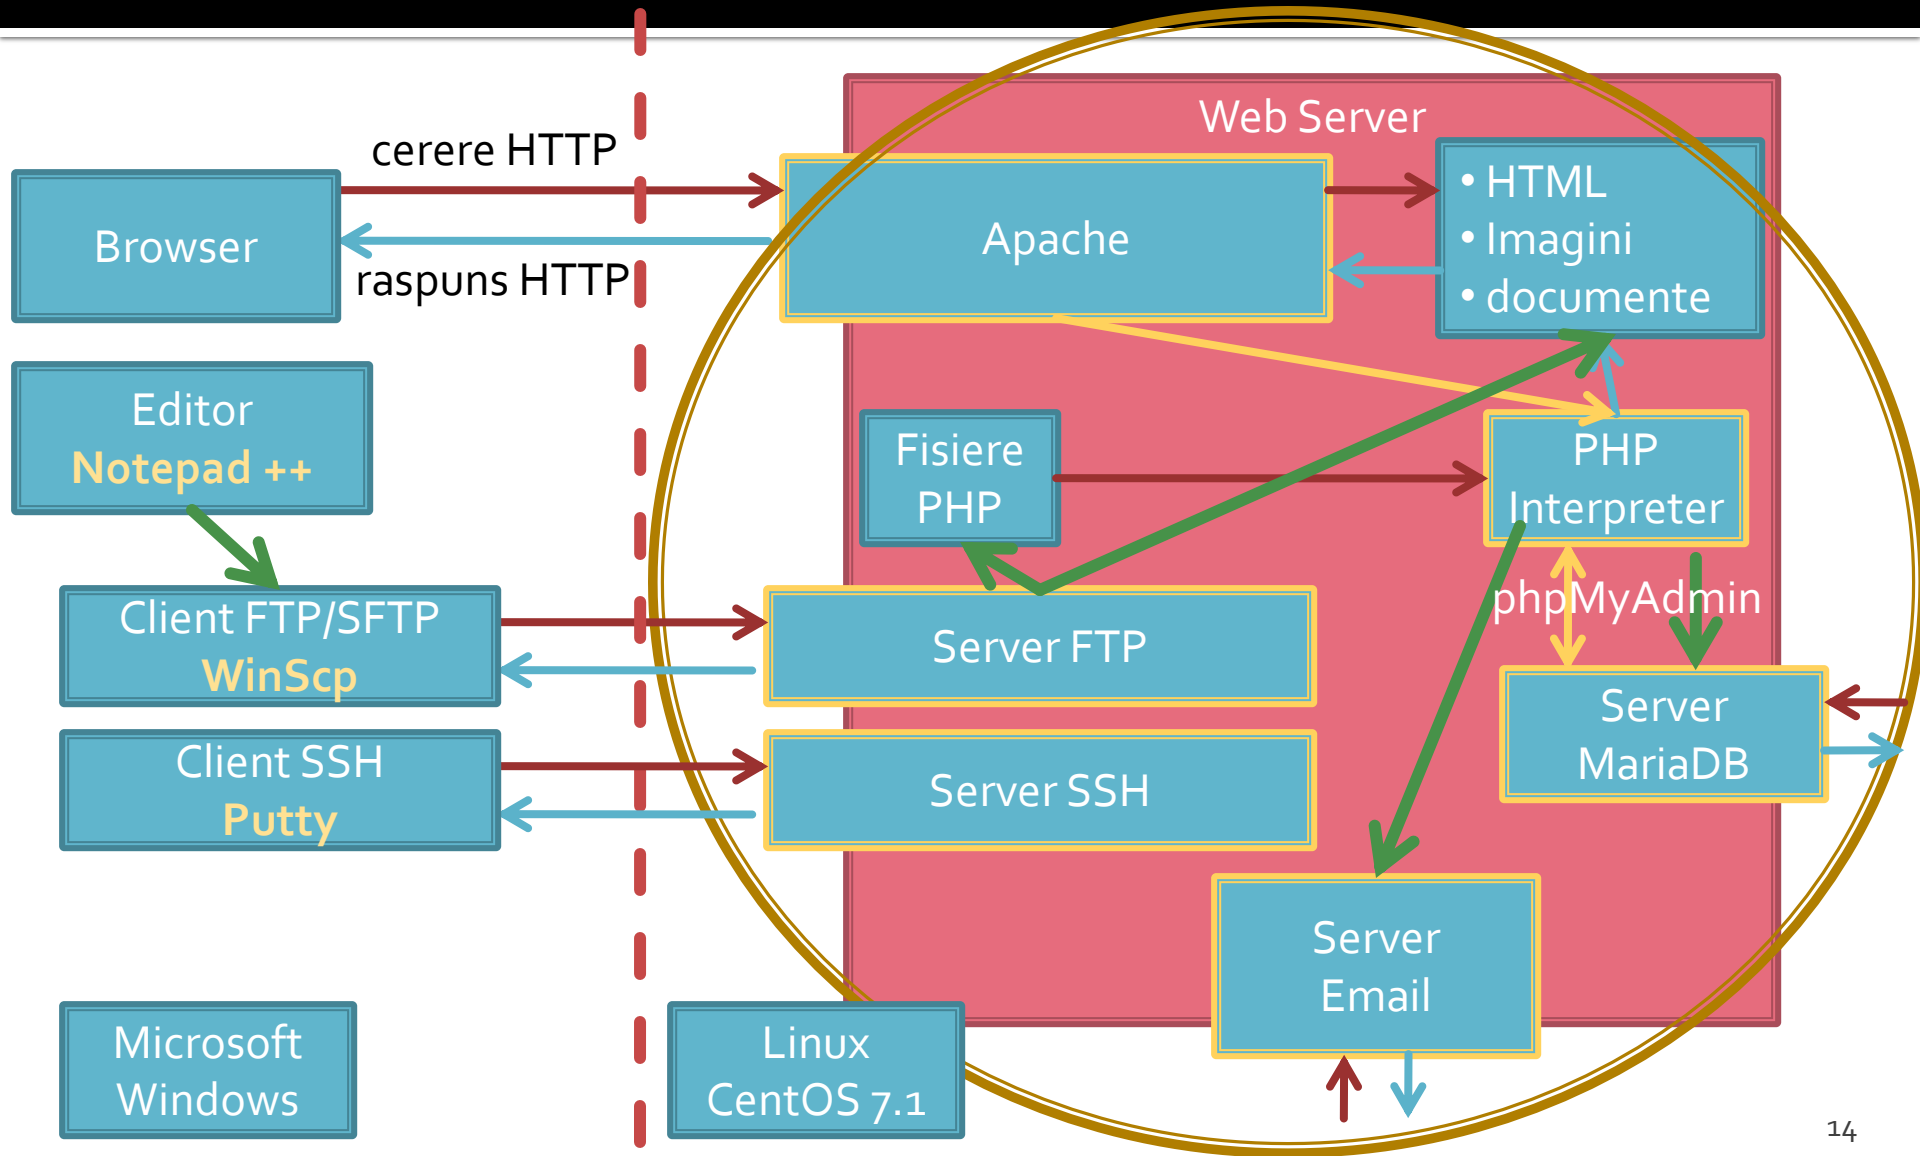 Web Server
cerere HTTP
Browser
raspuns HTTP
Apache
• HTML
• Imagini
• documente
Editor
Notepad ++
Fisiere
PHP
PHP
Interpreter
phpMyAdmin
Client FTP/SFTP
WinScp
Server FTP
Server
MariaDB
Client SSH
Putty
Server SSH
Server
Email
Microsoft
Windows
Linux
CentOS 7.1
14